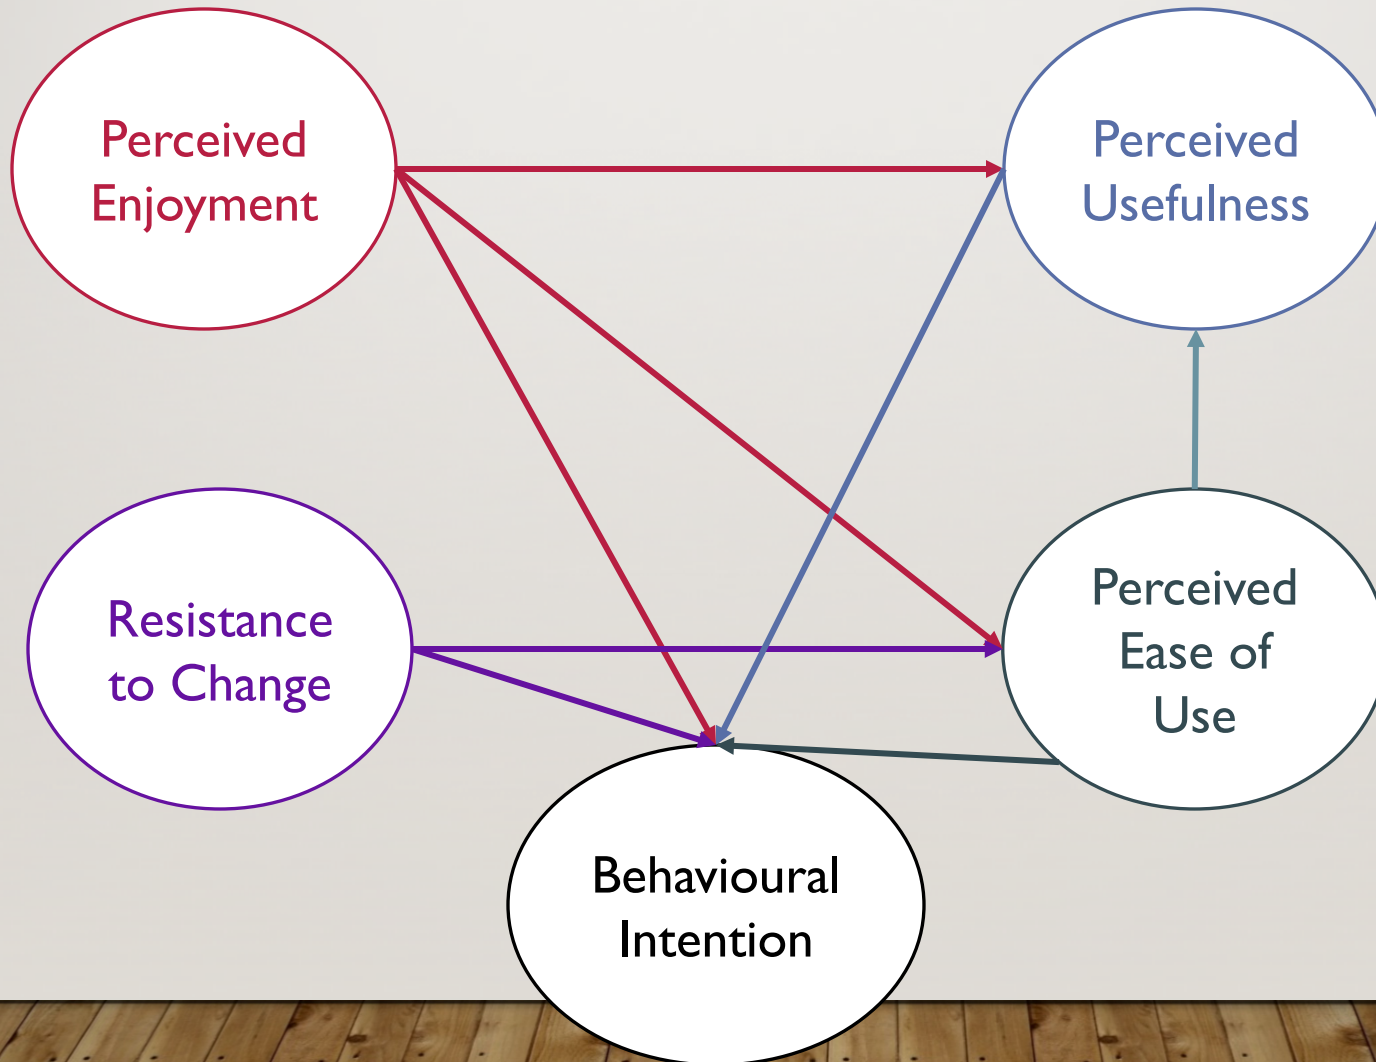 Perceived
Enjoyment
Perceived
Usefulness
Resistance
to Change
Perceived
Ease of
Use
Behavioural
Intention